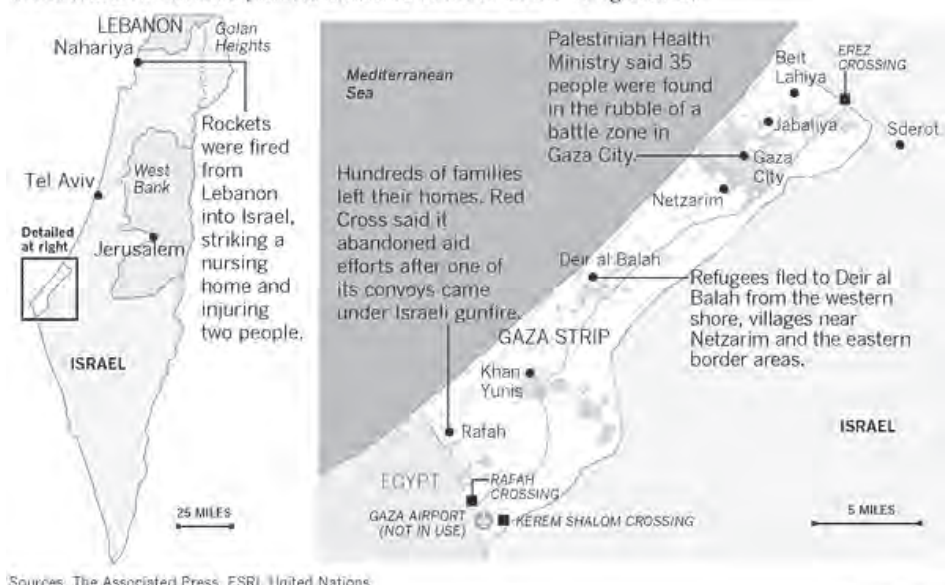 LEBANON
Nahariya
Golan
Heights
Rockets
were fired
from
Lebanon
into Israel,
striking a
nursing
home and
injuring
two people.
Tel Aviv
West
Bank
Detailed
at right
Jerusalem
ISRAEL
25 MILES
Mediterranean
Sea
Palestinian Health
Ministry said 35
people were found
in the rubble of a
battle zone in
Gaza City.
Beit
Lahiya
EREZ
CROSSING
Jabaliya
Sderot
Gaza
City
Netzarim
Hundreds of families
left their homes. Red
Cross said it
abandoned aid
efforts after one of
its convoys came
under Israeli gunfire.
Deir al Balah
Refugees fled to Deir al
Balah from the western
shore, villages near
Netzarim and the eastern
border areas.
GAZA STRIP
Khan
Yunis
Rafah
ISRAEL
EGYPT
RAFAH
CROSSING
GAZA AIRPORT
(NOT IN USE)
KEREM SHALOM CROSSING
5 MILES
Sources: The Associated Press, ESRI, United Nations